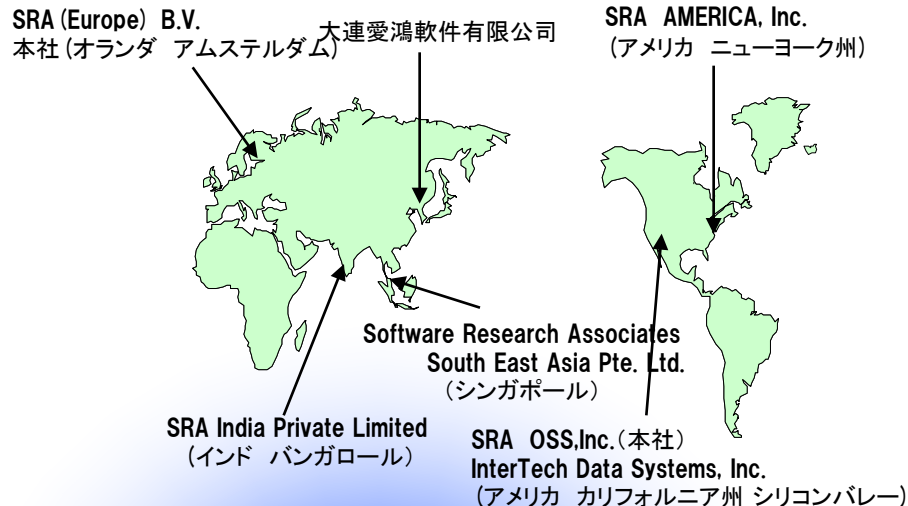 SRA (Europe) B.V.
本社(オランダ アムステルダム)
大連愛鴻軟件有限公司
SRA AMERICA, Inc.
(アメリカ ニューヨーク州)
Software Research Associates
South East Asia Pte. Ltd.
(シンガポール)
SRA India Private Limited
(インド バンガロール)
SRA OSS,Inc.(本社)
InterTech Data Systems, Inc.
(アメリカ カリフォルニア州 シリコンバレー)